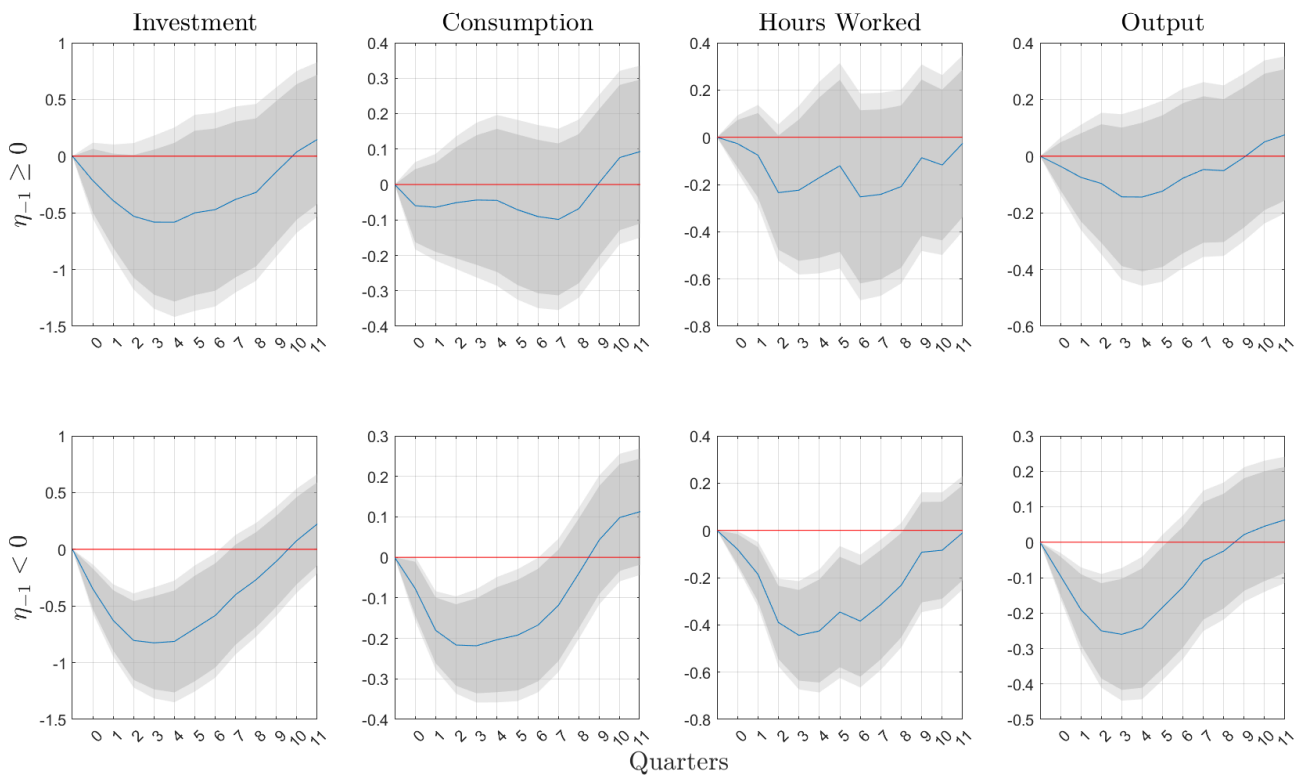 Investment Consumption Hours Worked Output
1 0.4 0.4 0.4
0.3
0.5 0.2 0.2 0.2
0.1
0 0 0 0
η₋₁ ≥ 0
-0.5 -0.1 -0.2 -0.2
-0.2 -0.4
-1 -0.3 -0.6 -0.4
-1.5 -0.4 -0.8 -0.6
0 1 2 3 4 5 6 7 8 9 10 11 0 1 2 3 4 5 6 7 8 9 10 11 0 1 2 3 4 5 6 7 8 9 10 11 0 1 2 3 4 5 6 7 8 9 10 11
1 0.3 0.4 0.3
0.5 0.2 0.2 0.2
0.1 0.1
0 0 0 0
η₋₁ < 0
-0.1 -0.2 -0.1
-0.5 -0.2 -0.4 -0.2
-1 -0.3 -0.6 -0.3
-0.4
-1.5 -0.4 -0.8 -0.5
0 1 2 3 4 5 6 7 8 9 10 11 0 1 2 3 4 5 6 7 8 9 10 11 0 1 2 3 4 5 6 7 8 9 10 11 0 1 2 3 4 5 6 7 8 9 10 11
Quarters